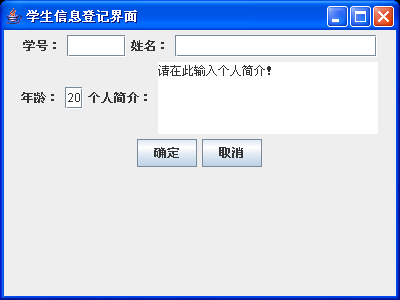 学生信息登记界面
学号： 姓名：
请在此输入个人简介！
年龄： 20 个人简介：
确定 取消